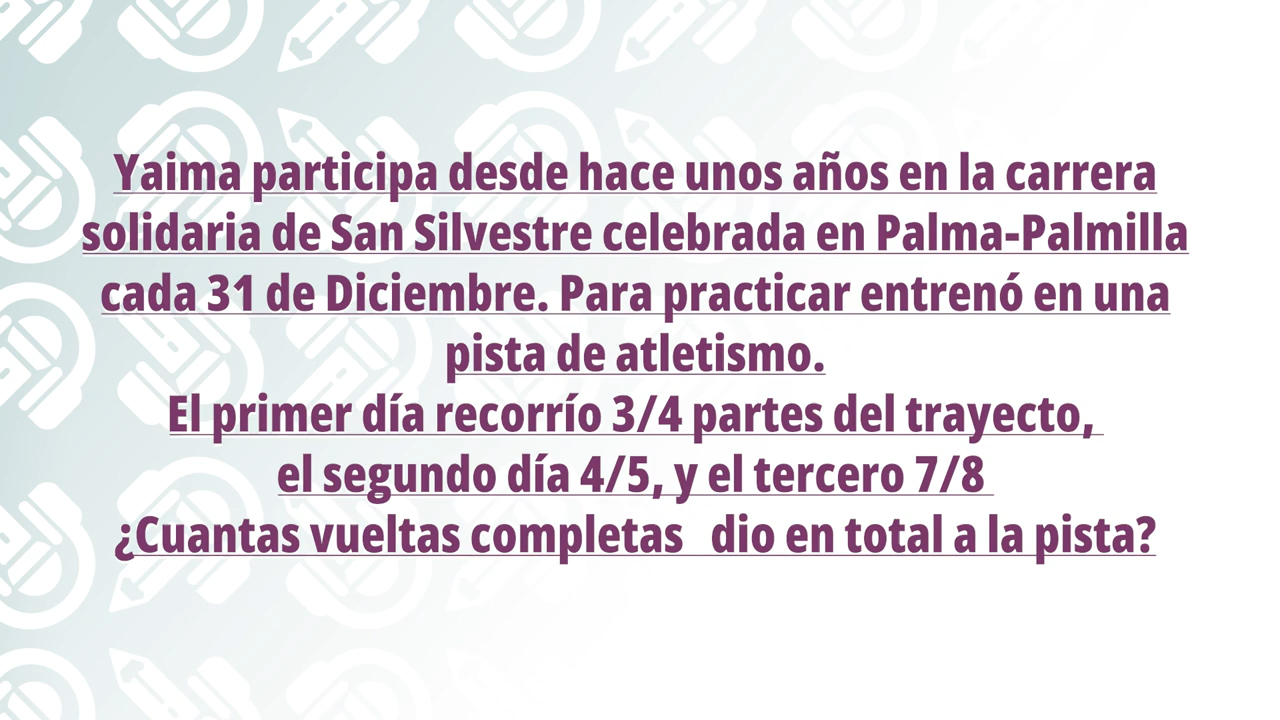 Yaima participa desde hace unos años en la carrera
solidaria de San Silvestre celebrada en Palma-Palmilla
cada 31 de Diciembre. Para practicar entrenó en una
pista de atletismo.
El primer día recorrío 3/4 partes del trayecto,
el segundo día 4/5, y el tercero 7/8
¿Cuantas vueltas completas dio en total a la pista?